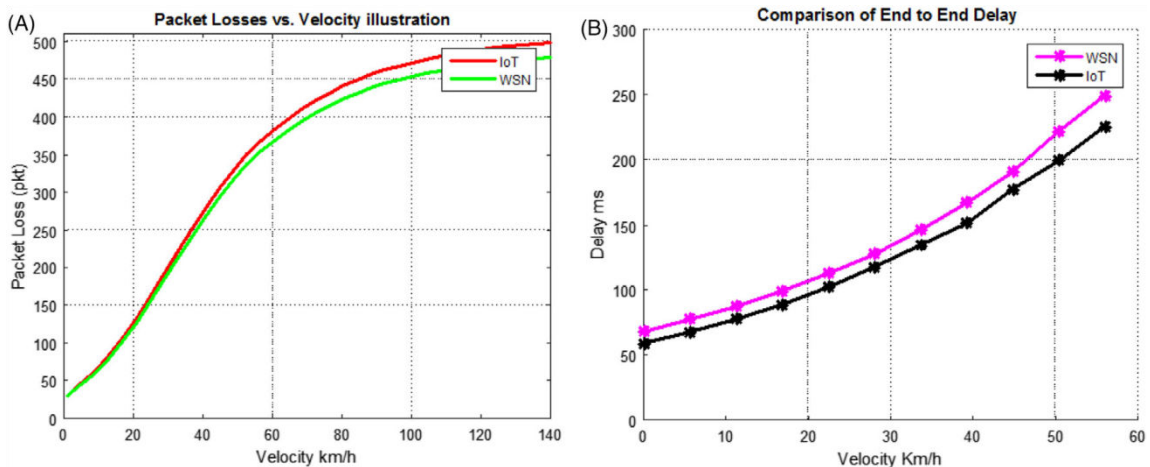 (A)
Packet Losses vs. Velocity illustration
500
450
400
350
300
250
200
150
100
50
0
Packet Loss (pkt)
IoT
WSN
0 20 40 60 80 100 120 140
Velocity km/h
(B)
Comparison of End to End Delay
300
250
200
150
100
50
0
Delay ms
WSN
IoT
0 10 20 30 40 50 60
Velocity Km/h